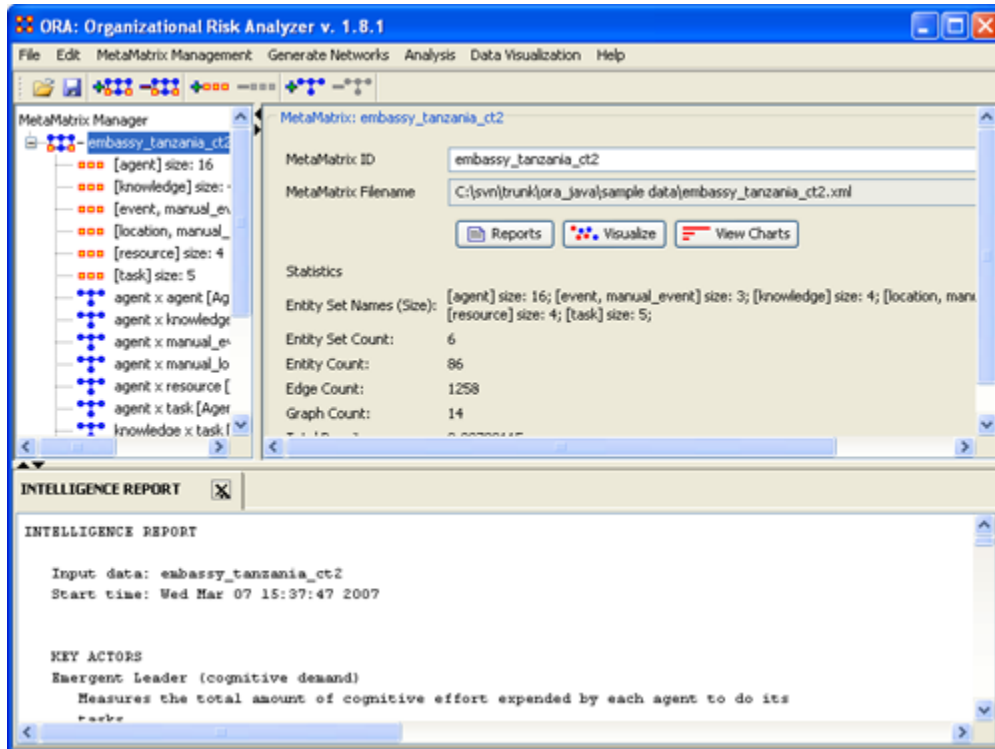 ORA: Organizational Risk Analyzer v. 1.8.1
File Edit MetaMatrix Management Generate Networks Analysis Data Visualization Help
MetaMatrix Manager
embassy_tanzania_ct2
[agent] size: 16
[knowledge] size:
[event, manual_ev
[location, manual_
[resource] size: 4
[task] size: 5
agent x agent [Ag
agent x knowledge
agent x manual_e
agent x manual_lo
agent x resource [
agent x task [Agen
knowledge x task [
MetaMatrix: embassy_tanzania_ct2
MetaMatrix ID embassy_tanzania_ct2
MetaMatrix Filename C:\svn\trunk\ora_java\sample data\embassy_tanzania_ct2.xml
Reports Visualize View Charts
Statistics
Entity Set Names (Size): [agent] size: 16; [event, manual_event] size: 3; [knowledge] size: 4; [location, manu
[resource] size: 4; [task] size: 5;
Entity Set Count: 6
Entity Count: 86
Edge Count: 1258
Graph Count: 14
INTELLIGENCE REPORT
INTELLIGENCE REPORT
Input data: embassy_tanzania_ct2
Start time: Wed Mar 07 15:37:47 2007
KEY ACTORS
Emergent Leader (cognitive demand)
Measures the total amount of cognitive effort expended by each agent to do its
tasks